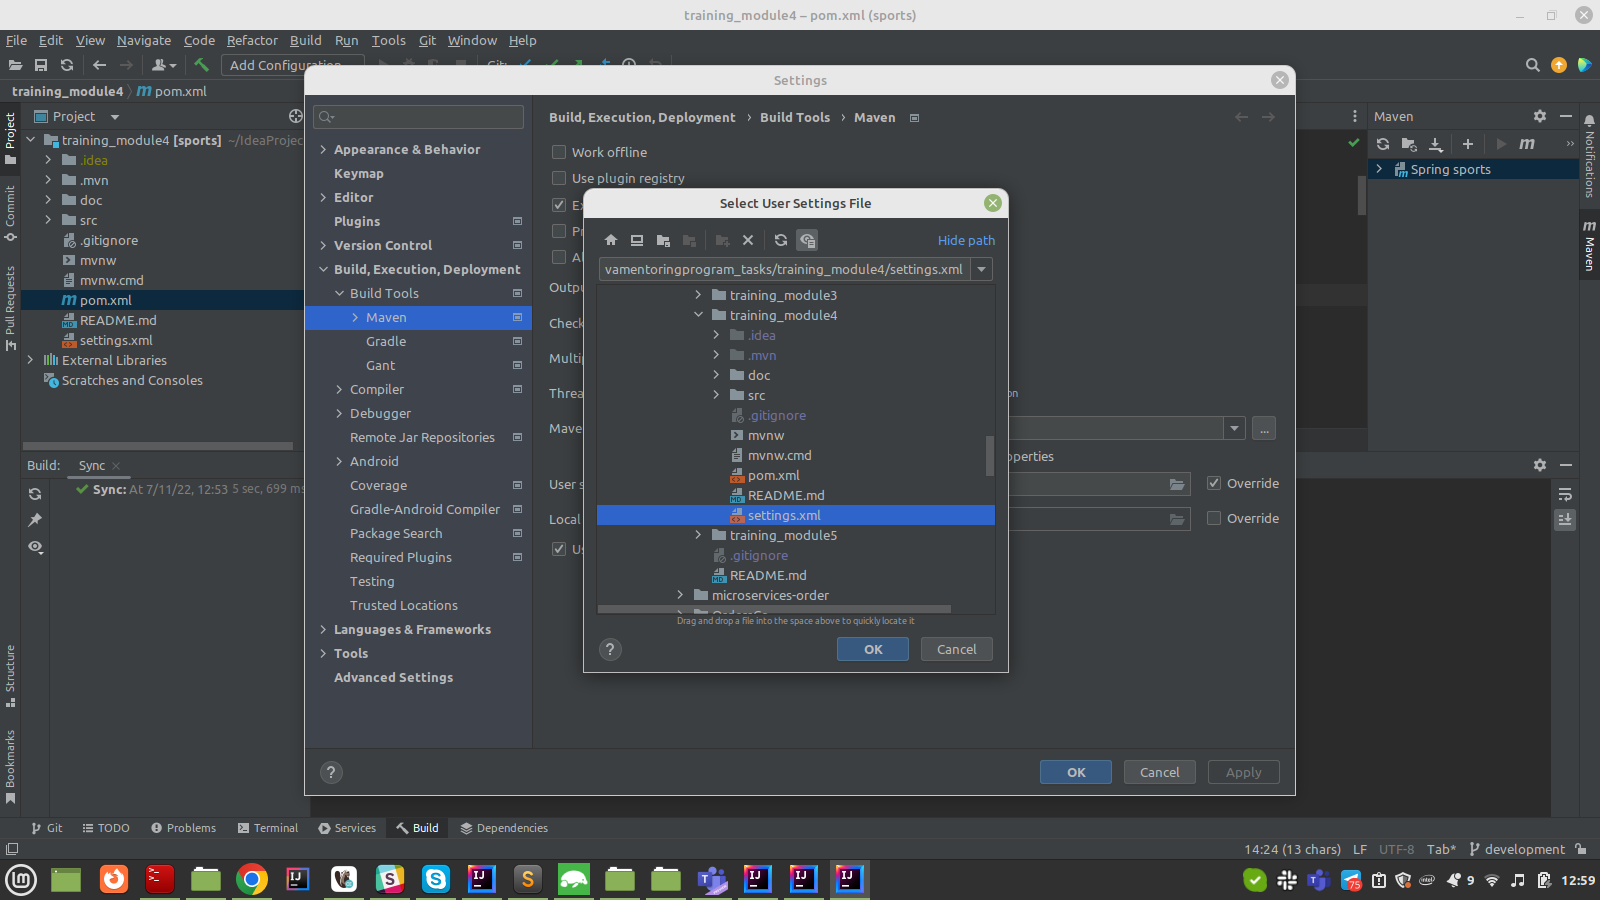 training_module4 – pom.xml (sports)
File Edit View Navigate Code Refactor Build Run Tools Git Window Help
Add Configuration...
Git:
training_module4 pom.xml
Settings
Project
training_module4 [sports] ~/IdeaProjec
.idea
.mvn
doc
src
.gitignore
mvnw
mvnw.cmd
pom.xml
README.md
settings.xml
External Libraries
Scratches and Consoles
Project
Commit
Pull Requests
Structure
Bookmarks
Build: Sync
Sync: At 7/11/22, 12:53 5 sec, 699 ms
Appearance & Behavior
Keymap
Editor
Plugins
Version Control
Build, Execution, Deployment
Build Tools
Maven
Gradle
Gant
Compiler
Debugger
Remote Jar Repositories
Android
Coverage
Gradle-Android Compiler
Package Search
Required Plugins
Testing
Trusted Locations
Languages & Frameworks
Tools
Advanced Settings
Build, Execution, Deployment › Build Tools › Maven
Work offline
Use plugin registry
Ex
Pr
Al
Outpu
Check
Multip
Threa
on
Mave
...
operties
User s
Override
Local
Override
Us
Select User Settings File
Hide path
vamentoringprogram_tasks/training_module4/settings.xml
training_module3
training_module4
.idea
.mvn
doc
src
.gitignore
mvnw
mvnw.cmd
pom.xml
README.md
settings.xml
training_module5
.gitignore
README.md
microservices-order
Drag and drop a file into the space above to quickly locate it
? OK Cancel
? OK Cancel Apply
Maven
Spring sports
Notifications
Maven
Git TODO Problems Terminal Services Build Dependencies
14:24 (13 chars) LF UTF-8 Tab* development
75 9 12:59